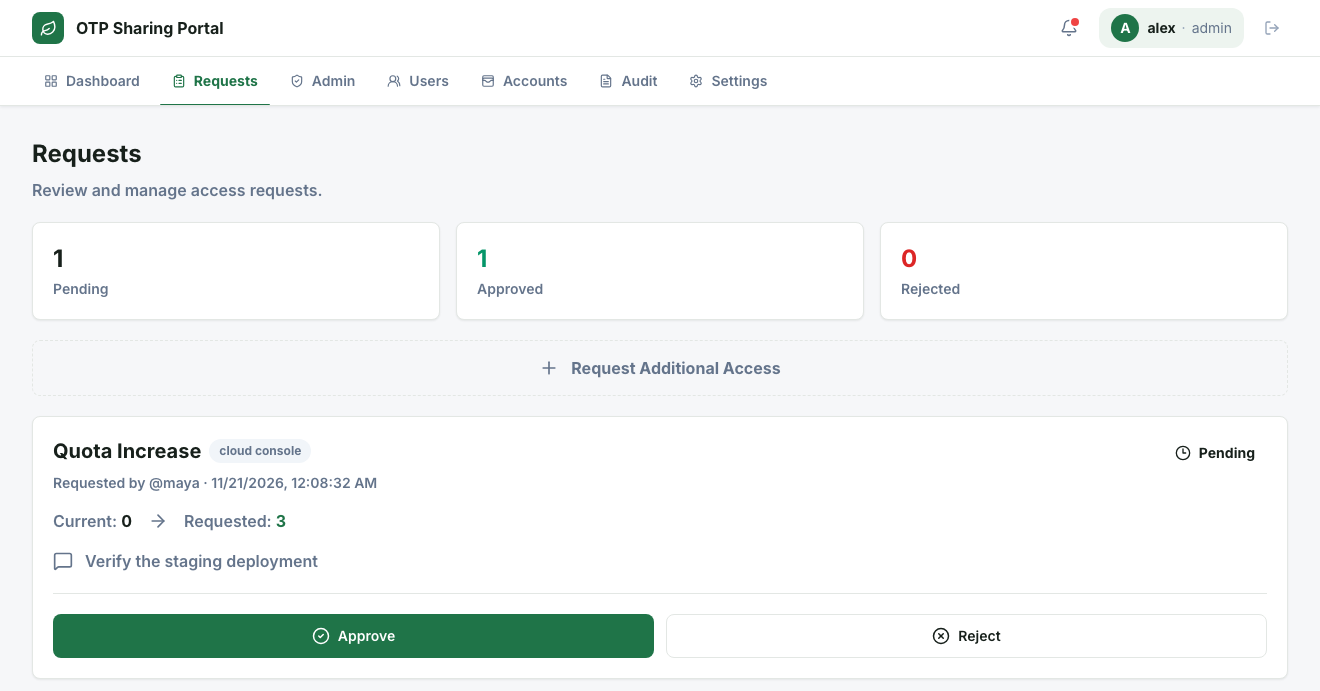 OTP Sharing Portal
A alex · admin
Dashboard Requests Admin Users Accounts Audit Settings
Requests
Review and manage access requests.
1
Pending
1
Approved
0
Rejected
Request Additional Access
Quota Increase cloud console
Pending
Requested by @maya · 11/21/2026, 12:08:32 AM
Current: 0 → Requested: 3
Verify the staging deployment
Approve
Reject